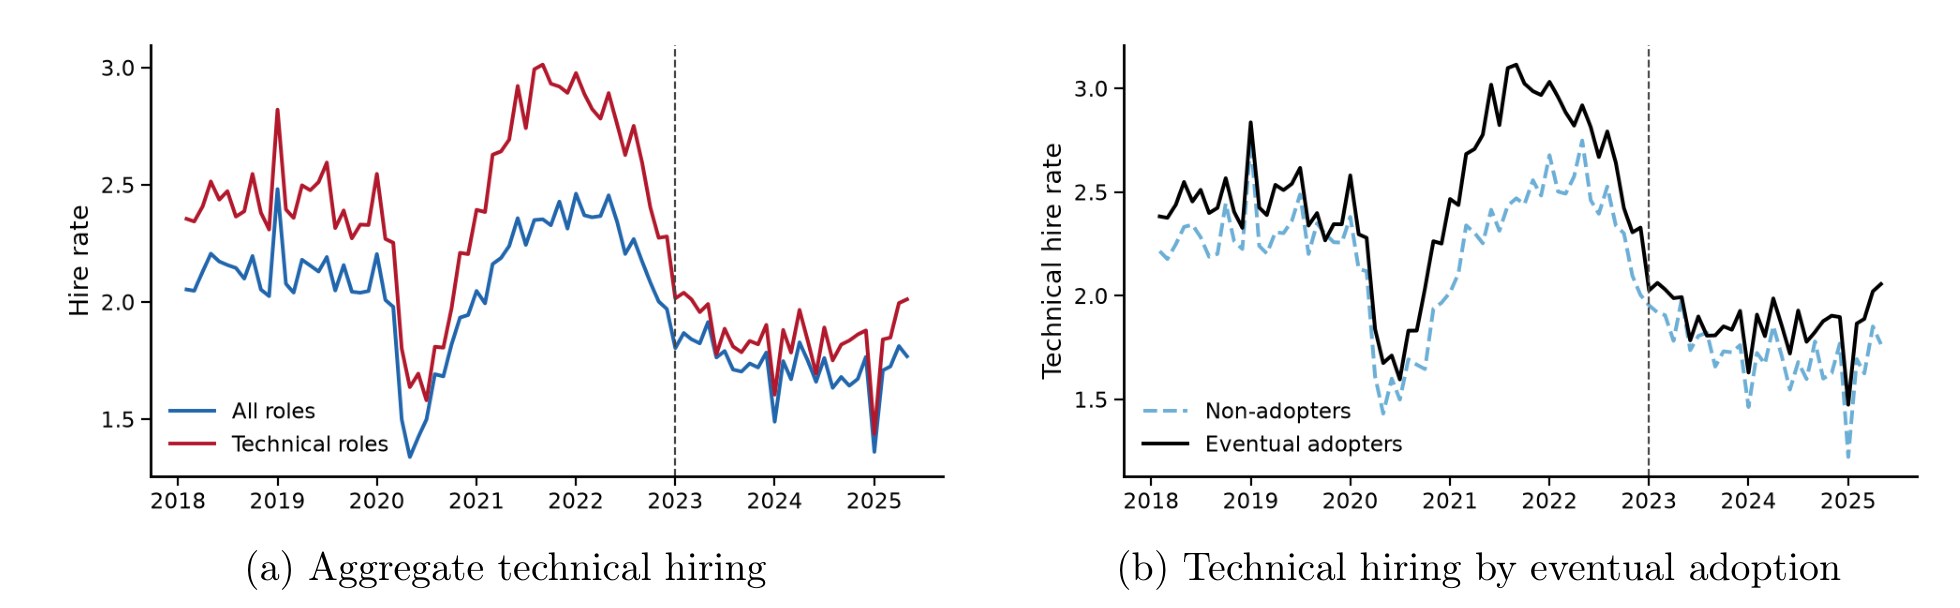 Hire rate
3.0
2.5
2.0
1.5
All roles
Technical roles
2018 2019 2020 2021 2022 2023 2024 2025
(a) Aggregate technical hiring
Technical hire rate
3.0
2.5
2.0
1.5
Non-adopters
Eventual adopters
2018 2019 2020 2021 2022 2023 2024 2025
(b) Technical hiring by eventual adoption